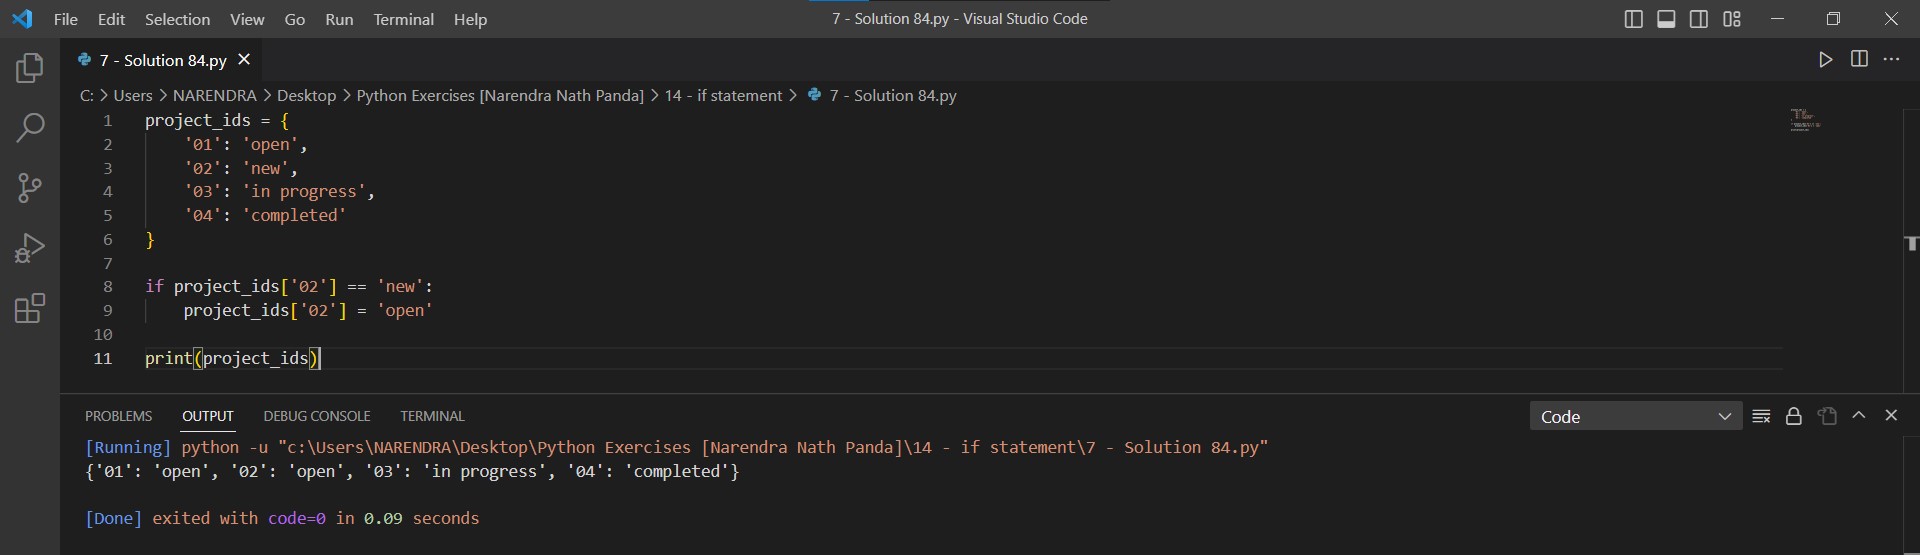 File Edit Selection View Go Run Terminal Help 7 - Solution 84.py - Visual Studio Code
7 - Solution 84.py
C: > Users > NARENDRA > Desktop > Python Exercises [Narendra Nath Panda] > 14 - if statement > 7 - Solution 84.py
1 project_ids = {
2     '01': 'open',
3     '02': 'new',
4     '03': 'in progress',
5     '04': 'completed'
6 }
7
8 if project_ids['02'] == 'new':
9     project_ids['02'] = 'open'
10
11 print(project_ids)
PROBLEMS OUTPUT DEBUG CONSOLE TERMINAL Code
[Running] python -u "c:\Users\NARENDRA\Desktop\Python Exercises [Narendra Nath Panda]\14 - if statement\7 - Solution 84.py"
{'01': 'open', '02': 'open', '03': 'in progress', '04': 'completed'}
[Done] exited with code=0 in 0.09 seconds